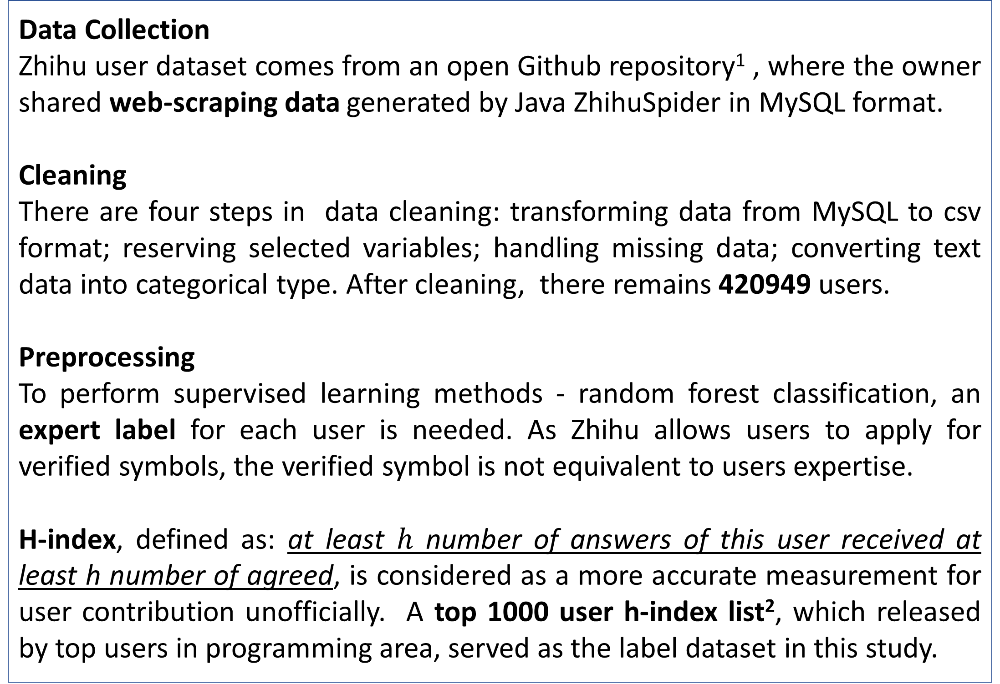 Data Collection
Zhihu user dataset comes from an open Github repository¹ , where the owner
shared web-scraping data generated by Java ZhihuSpider in MySQL format.
Cleaning
There are four steps in  data cleaning: transforming data from MySQL to csv
format; reserving selected variables; handling missing data; converting text
data into categorical type. After cleaning,  there remains 420949 users.
Preprocessing
To perform supervised learning methods - random forest classification, an
expert label for each user is needed. As Zhihu allows users to apply for
verified symbols, the verified symbol is not equivalent to users expertise.
H-index, defined as: at least h number of answers of this user received at
least h number of agreed, is considered as a more accurate measurement for
user contribution unofficially.  A top 1000 user h-index list², which released
by top users in programming area, served as the label dataset in this study.